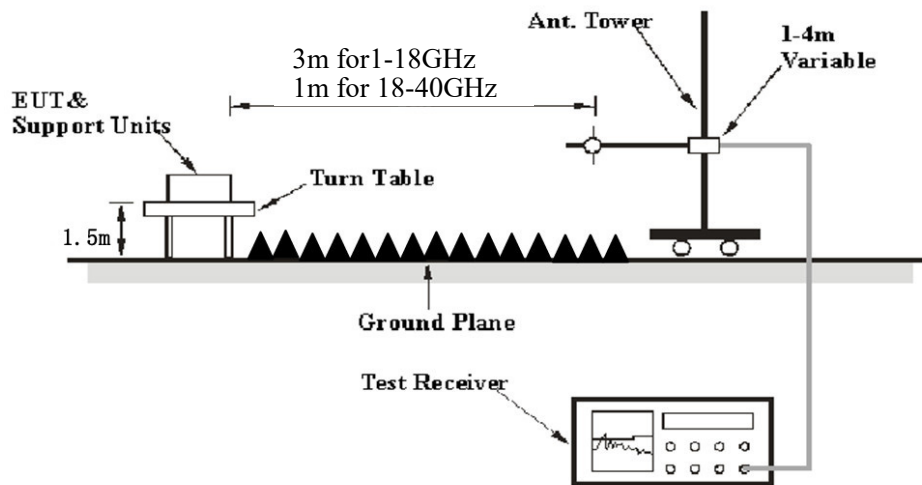 Ant. Tower
1-4m
Variable
3m for1-18GHz
1m for 18-40GHz
EUT&
Support Units
Turn Table
1.5m
Ground Plane
Test Receiver